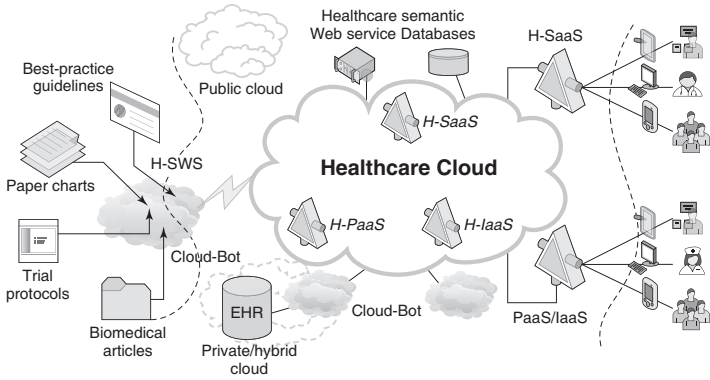 Healthcare semantic
Web service Databases
H-SaaS
Best-practice
guidelines
Public cloud
H-SaaS
H-SWS
Healthcare Cloud
Paper charts
H-PaaS
H-IaaS
Cloud-Bot
Trial
protocols
EHR
Cloud-Bot
PaaS/IaaS
Biomedical
articles
Private/hybrid
cloud